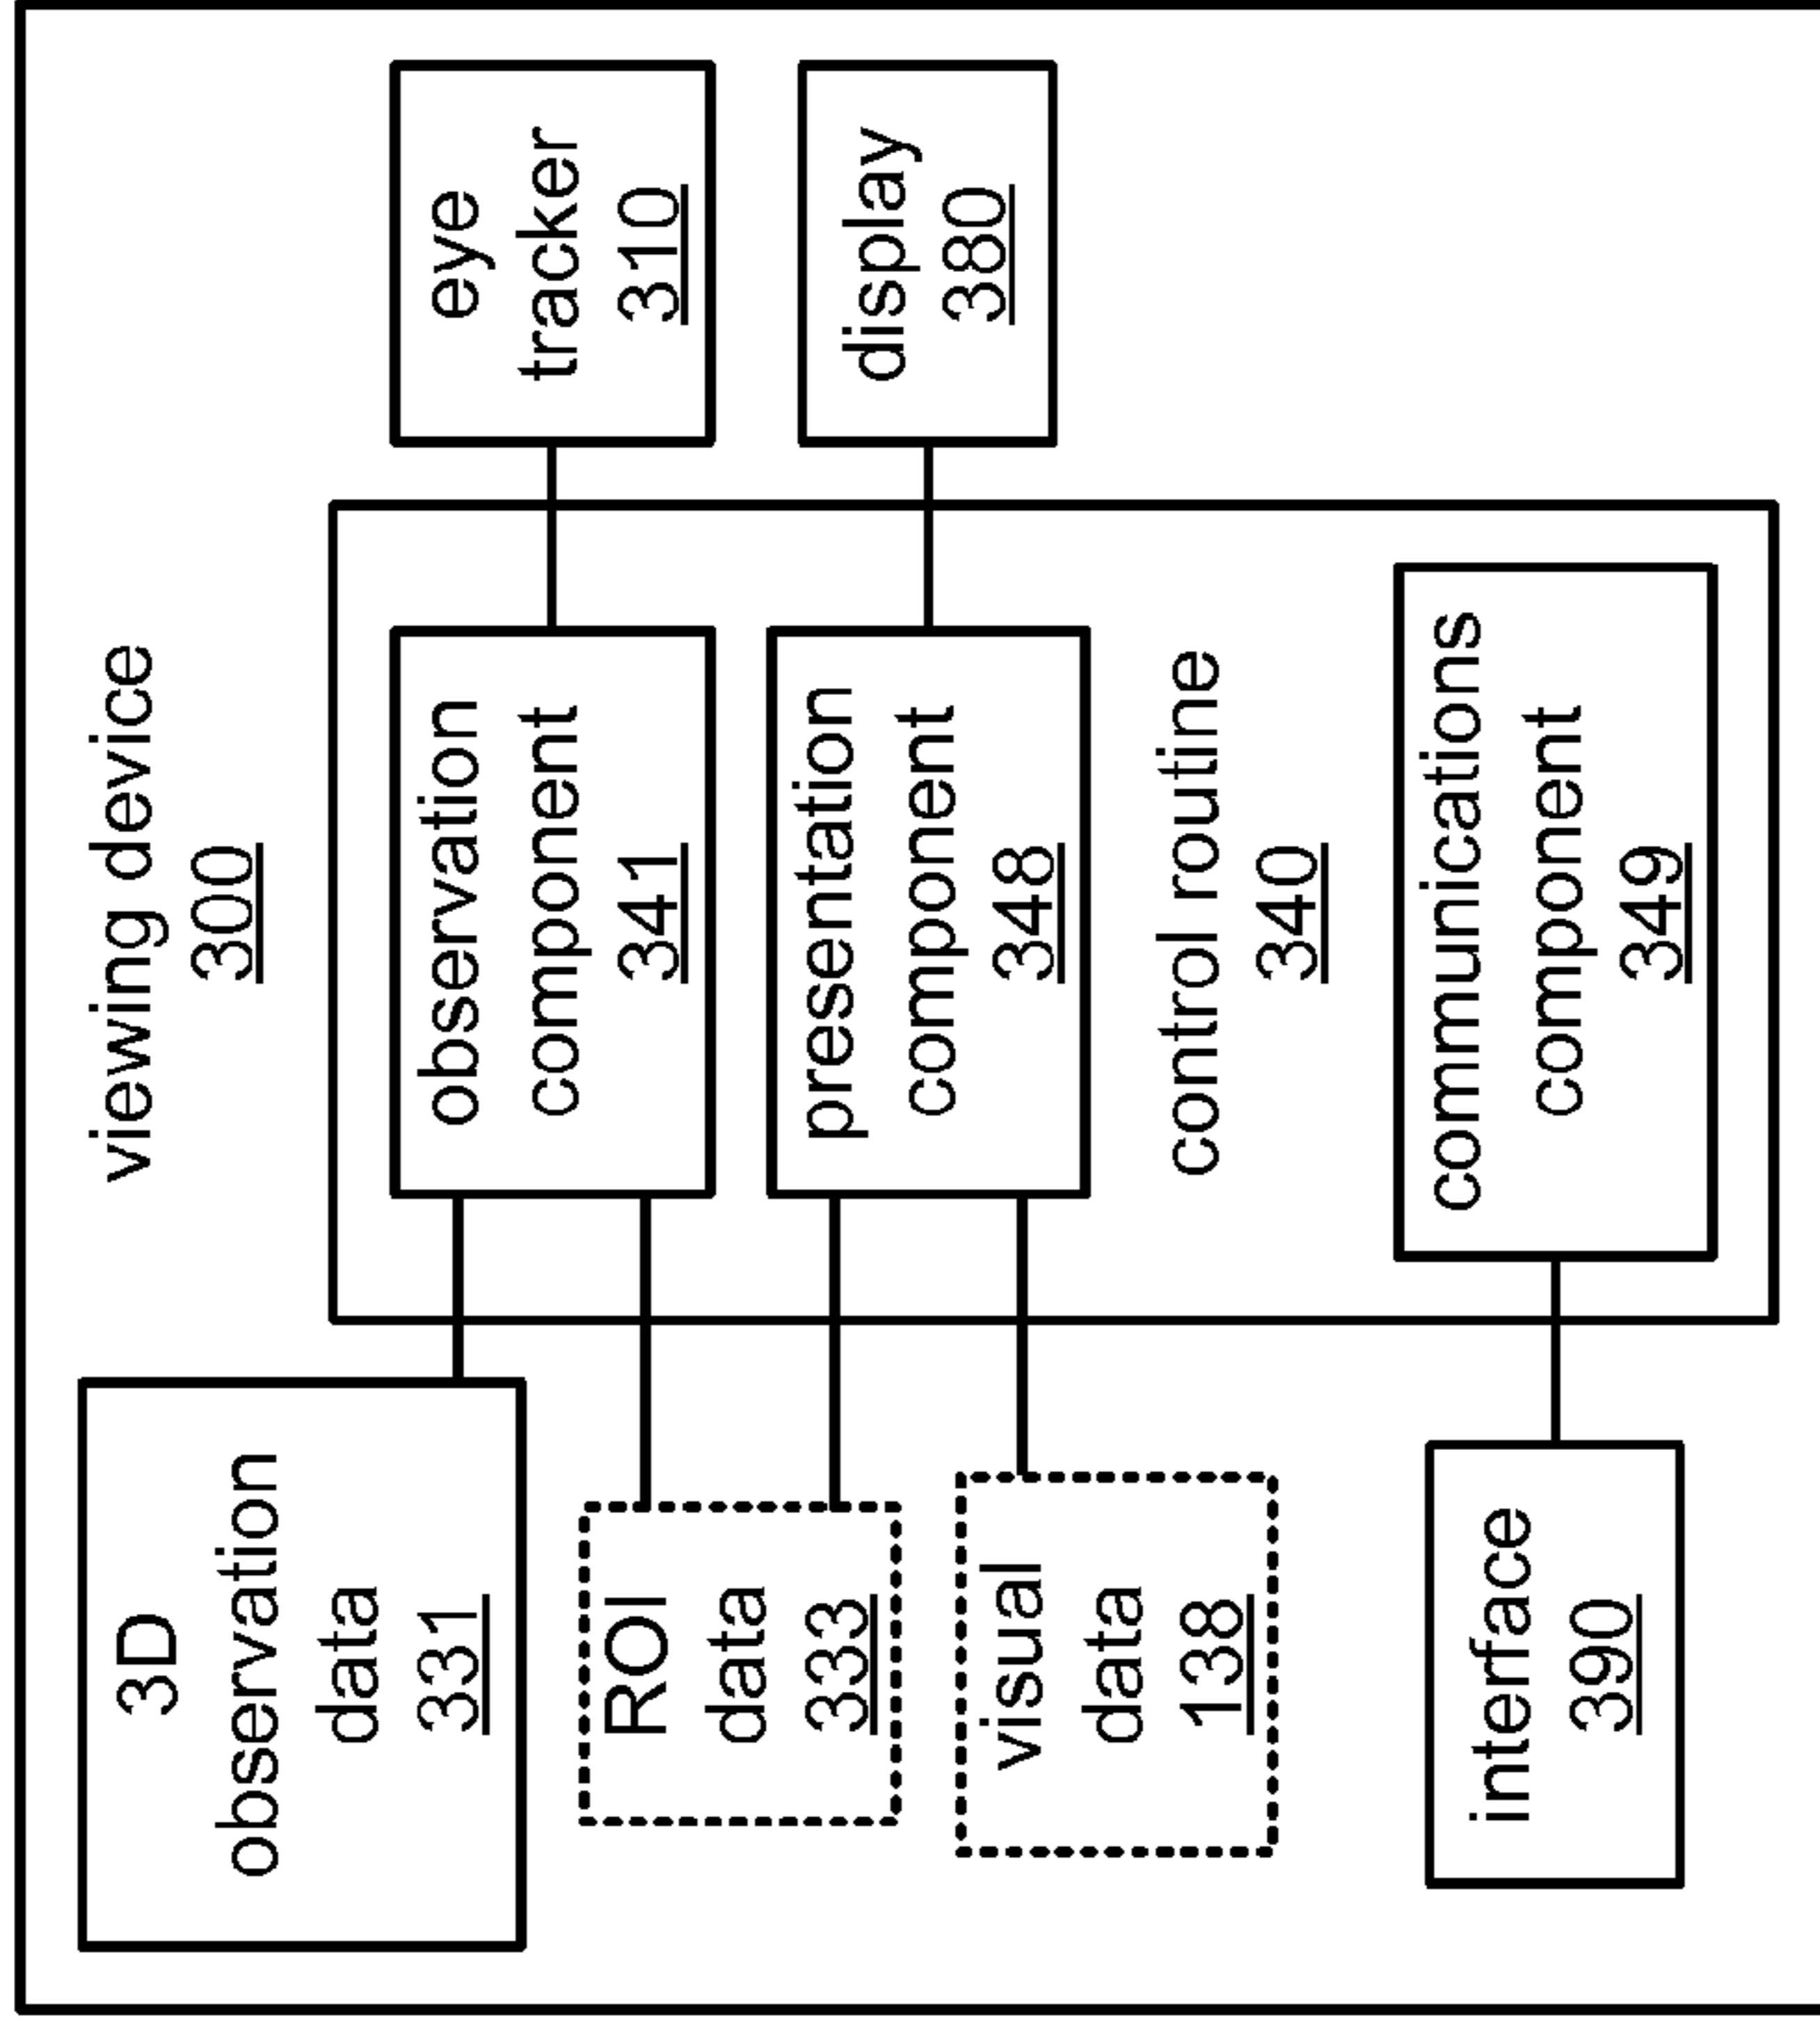 viewing device
300
3D
observation
data
331
observation
component
341
eye
tracker
310
ROI
data
333
presentation
component
348
display
380
visual
data
138
control routine
340
interface
390
communications
component
349